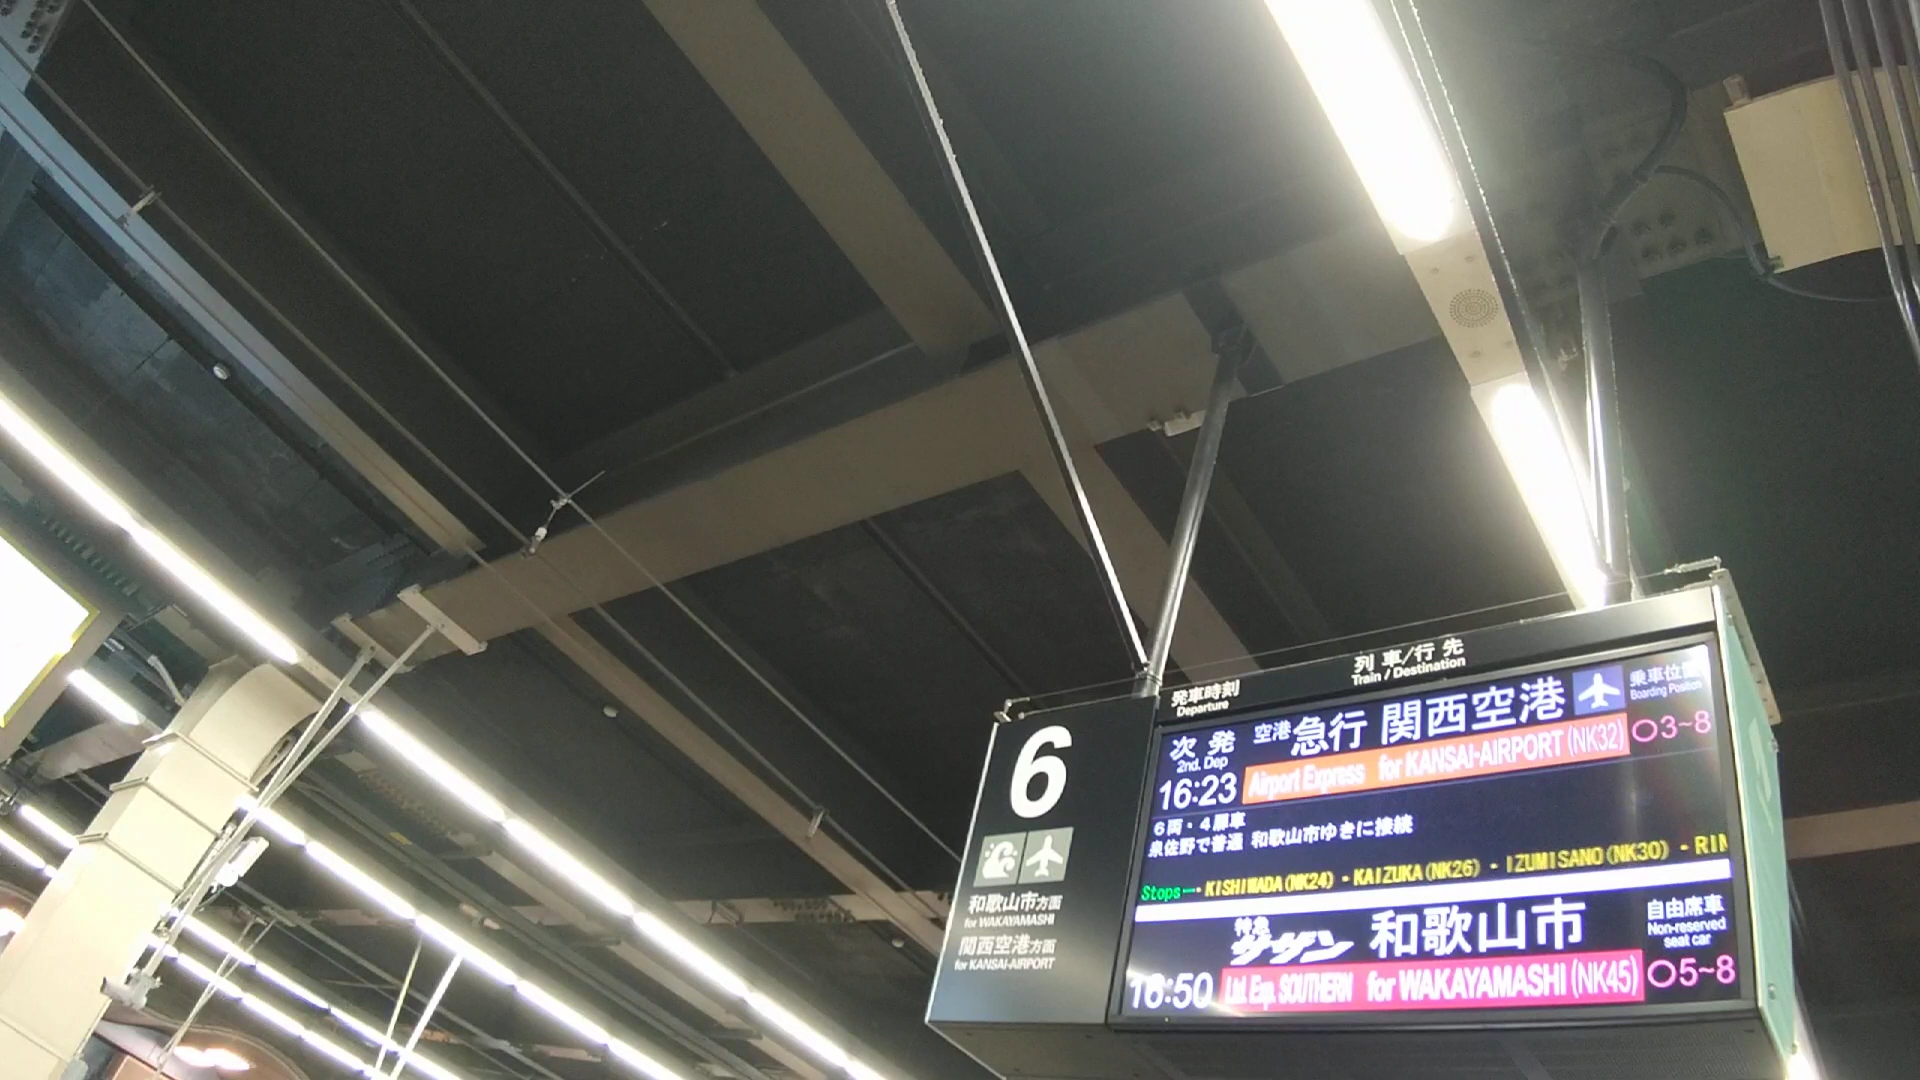 6
和歌山市方面
for WAKAYAMASHI
関西空港方面
for KANSAI-AIRPORT
発車時刻
Departure
列車/行先
Train / Destination
乗車位置
Boarding Position
次発
2nd. Dep
16:23
空港急行 関西空港
Airport Express for KANSAI-AIRPORT (NK32)
○3~8
6両・4扉車
泉佐野で普通 和歌山市ゆきに接続
Stops→・KISHIWADA(NK24)・KAIZUKA(NK26)・IZUMISANO(NK30)・RIN
特急サザン 和歌山市
自由席車
Non-reserved
seat car
16:50
Ltd. Exp. SOUTHERN for WAKAYAMASHI (NK45)
○5~8